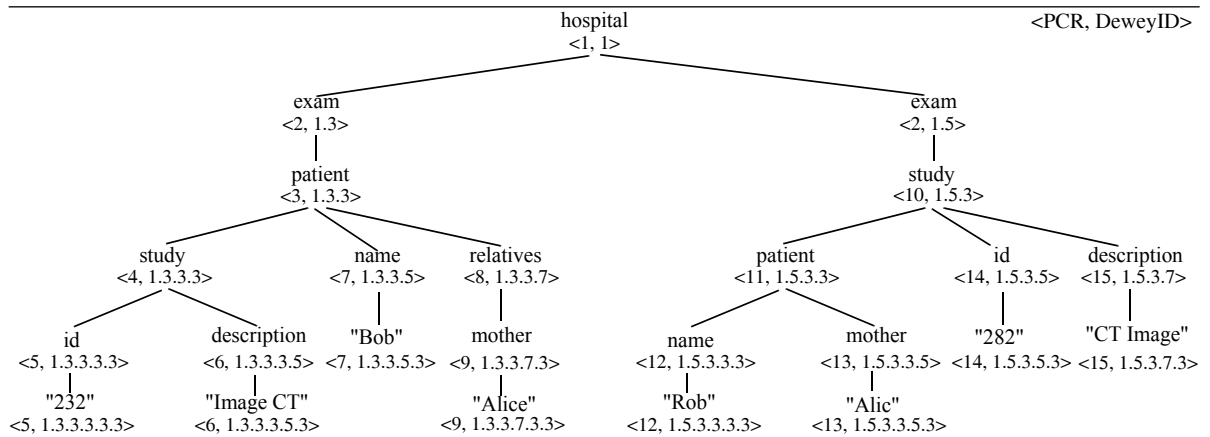 hospital <PCR, DeweyID>
<1, 1>
exam exam
<2, 1.3> <2, 1.5>
patient study
<3, 1.3.3> <10, 1.5.3>
study name relatives patient id description
<4, 1.3.3.3> <7, 1.3.3.5> <8, 1.3.3.7> <11, 1.5.3.3> <14, 1.5.3.5> <15, 1.5.3.7>
id description "Bob" mother name mother "282" "CT Image"
<5, 1.3.3.3.3> <6, 1.3.3.3.5> <7, 1.3.3.5.3> <9, 1.3.3.7.3> <12, 1.5.3.3.3> <13, 1.5.3.3.5> <14, 1.5.3.5.3> <15, 1.5.3.7.3>
"232" "Image CT" "Alice" "Rob" "Alic"
<5, 1.3.3.3.3.3> <6, 1.3.3.3.5.3> <9, 1.3.3.7.3.3> <12, 1.5.3.3.3.3> <13, 1.5.3.3.5.3>